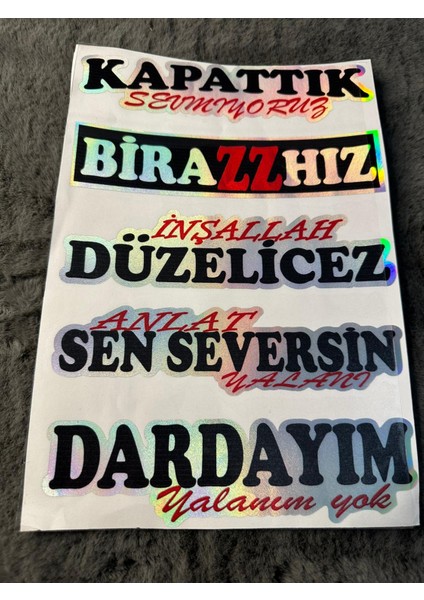 KAPATTIK
SEVMIYORUZ
BİRAZZHIZ
İNŞALLAH
DÜZELİCEZ
ANLAT
SEN SEVERSİN
YALANI
DARDAYIM
Yalanım yok